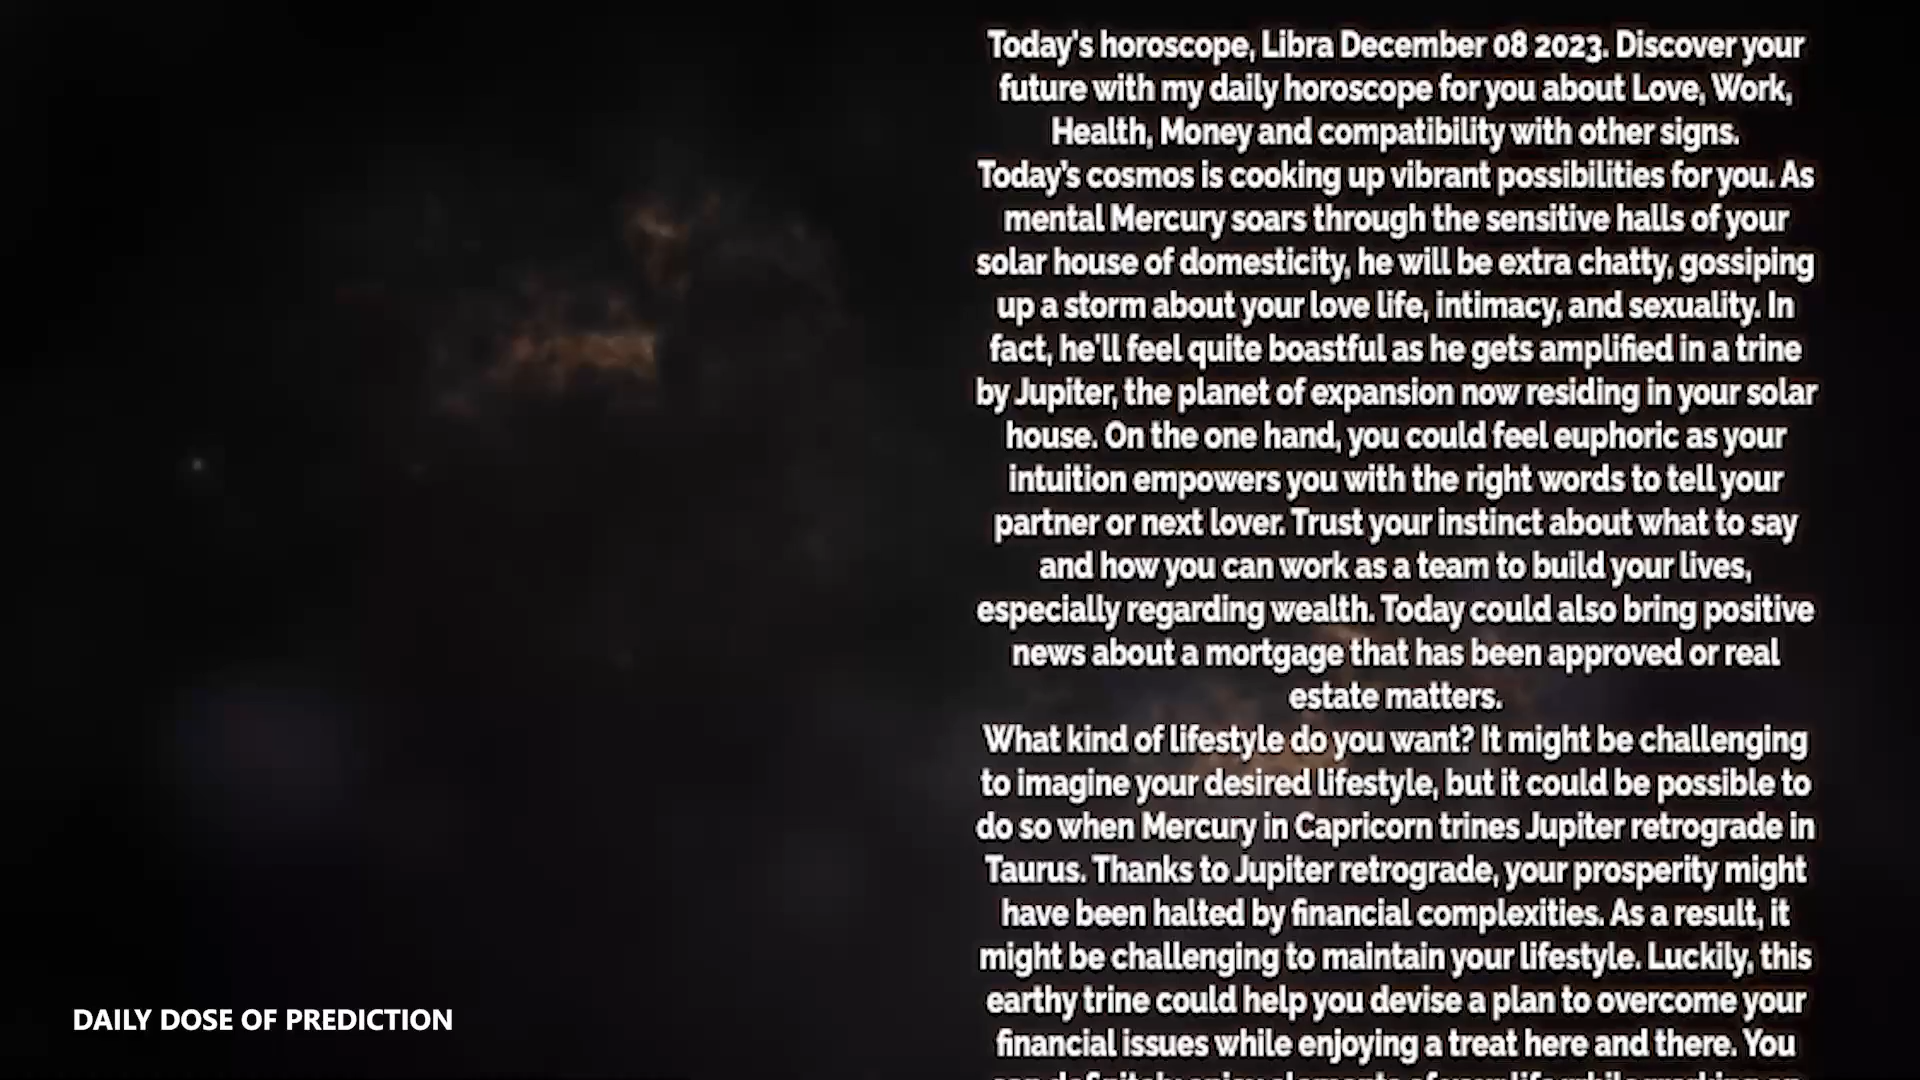 Today's horoscope, Libra December 08 2023. Discover your
future with my daily horoscope for you about Love, Work,
Health, Money and compatibility with other signs.
Today's cosmos is cooking up vibrant possibilities for you. As
mental Mercury soars through the sensitive halls of your
solar house of domesticity, he will be extra chatty, gossiping
up a storm about your love life, intimacy, and sexuality. In
fact, he'll feel quite boastful as he gets amplified in a trine
by Jupiter, the planet of expansion now residing in your solar
house. On the one hand, you could feel euphoric as your
intuition empowers you with the right words to tell your
partner or next lover. Trust your instinct about what to say
and how you can work as a team to build your lives,
especially regarding wealth. Today could also bring positive
news about a mortgage that has been approved or real
estate matters.
What kind of lifestyle do you want? It might be challenging
to imagine your desired lifestyle, but it could be possible to
do so when Mercury in Capricorn trines Jupiter retrograde in
Taurus. Thanks to Jupiter retrograde, your prosperity might
have been halted by financial complexities. As a result, it
might be challenging to maintain your lifestyle. Luckily, this
earthy trine could help you devise a plan to overcome your
financial issues while enjoying a treat here and there. You
DAILY DOSE OF PREDICTION